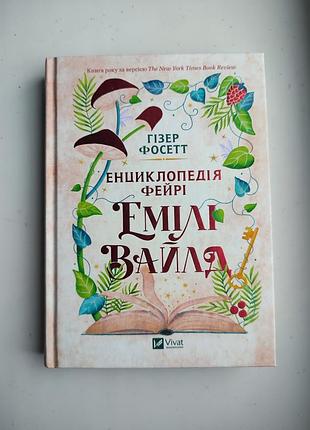 Книга року за версією The New York Times Book Review
ГІЗЕР
ФОСЕТТ
ЕНЦИКЛОПЕДІЯ
ФЕЙРІ
ЕМІЛІ
ВАЙЛД
Vivat